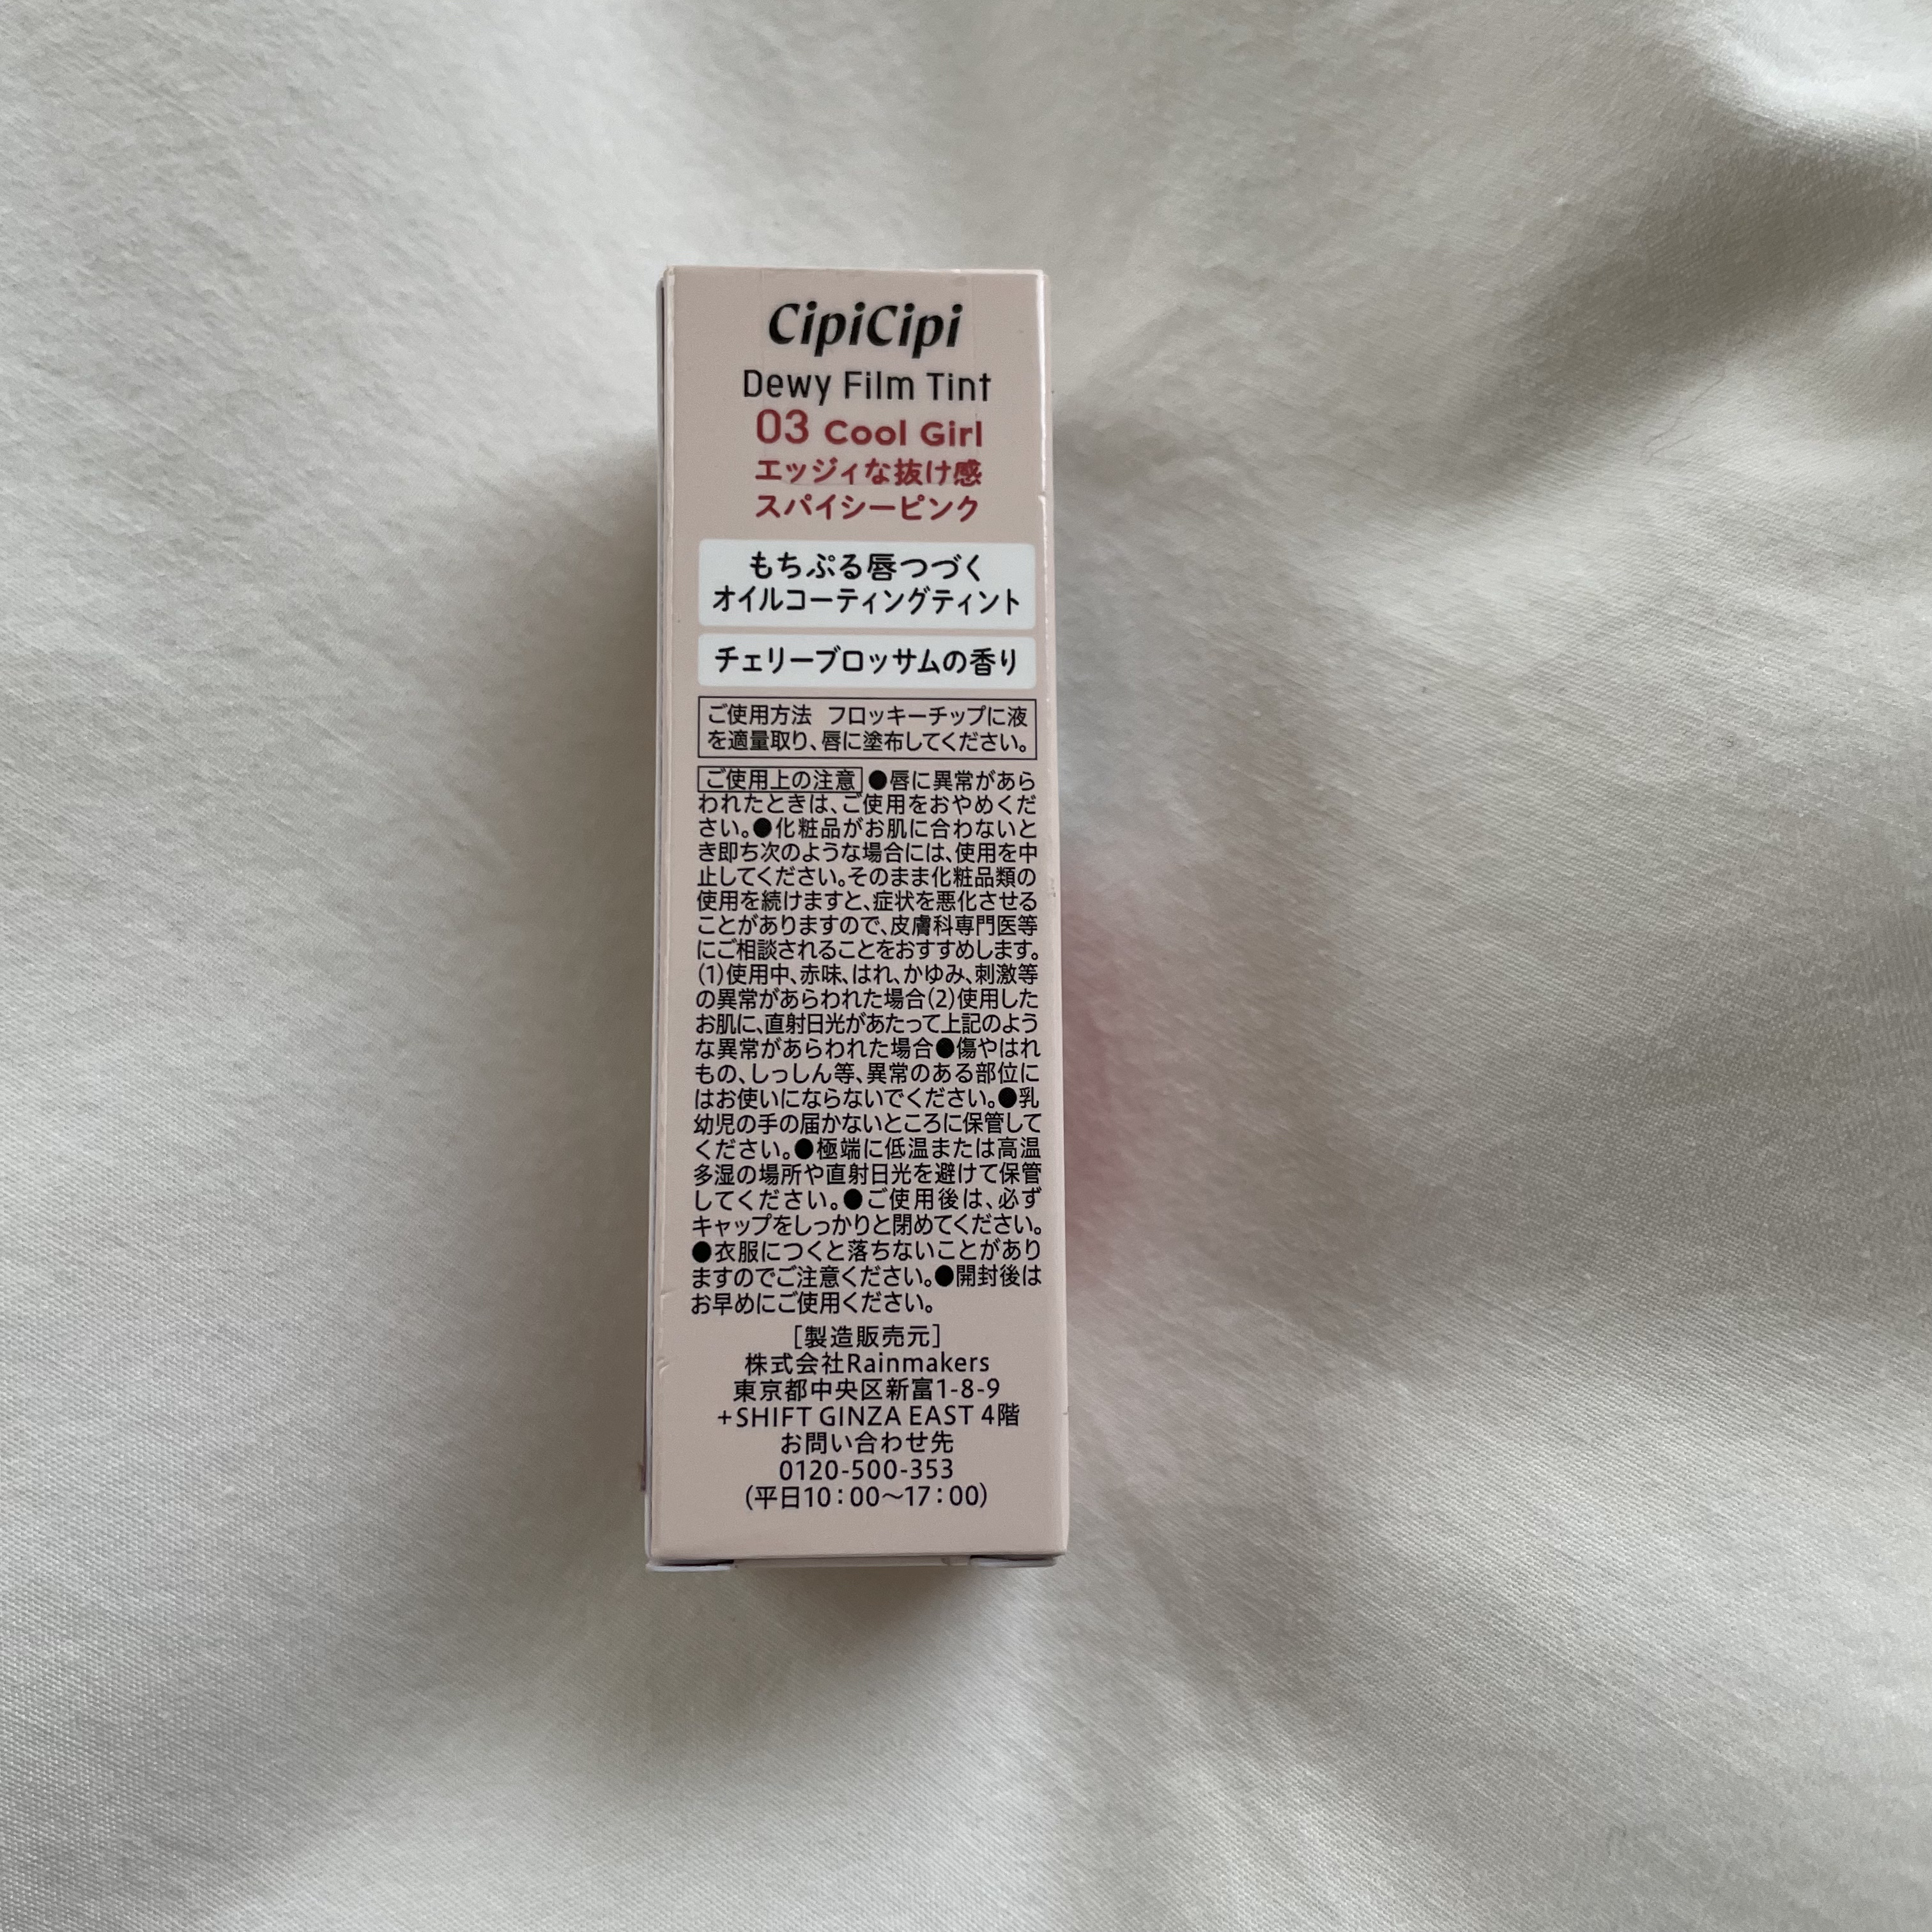 CipiCipi
Dewy Film Tint
03 Cool Girl
エッジィな抜け感
スパイシーピンク
もちぷる唇つづく
オイルコーティングティント
チェリーブロッサムの香り
ご使用方法 フロッキーチップに液
を適量取り、唇に塗布してください。
ご使用上の注意 ●唇に異常があら
われたときは、ご使用をおやめくだ
さい。●化粧品がお肌に合わないと
き即ち次のような場合には、使用を中
止してください。そのまま化粧品類の
使用を続けますと、症状を悪化させる
ことがありますので、皮膚科専門医等
にご相談されることをおすすめします。
(1)使用中、赤味、はれ、かゆみ、刺激等
の異常があらわれた場合(2)使用した
お肌に、直射日光があたって上記のよう
な異常があらわれた場合●傷やはれ
もの、しっしん等、異常のある部位に
はお使いにならないでください。●乳
幼児の手の届かないところに保管して
ください。●極端に低温または高温
多湿の場所や直射日光を避けて保管
してください。●ご使用後は、必ず
キャップをしっかりと閉めてください。
●衣服につくと落ちないことがあり
ますのでご注意ください。●開封後は
お早めにご使用ください。
[製造販売元]
株式会社Rainmakers
東京都中央区新富1-8-9
+SHIFT GINZA EAST 4階
お問い合わせ先
0120-500-353
(平日10:00～17:00)